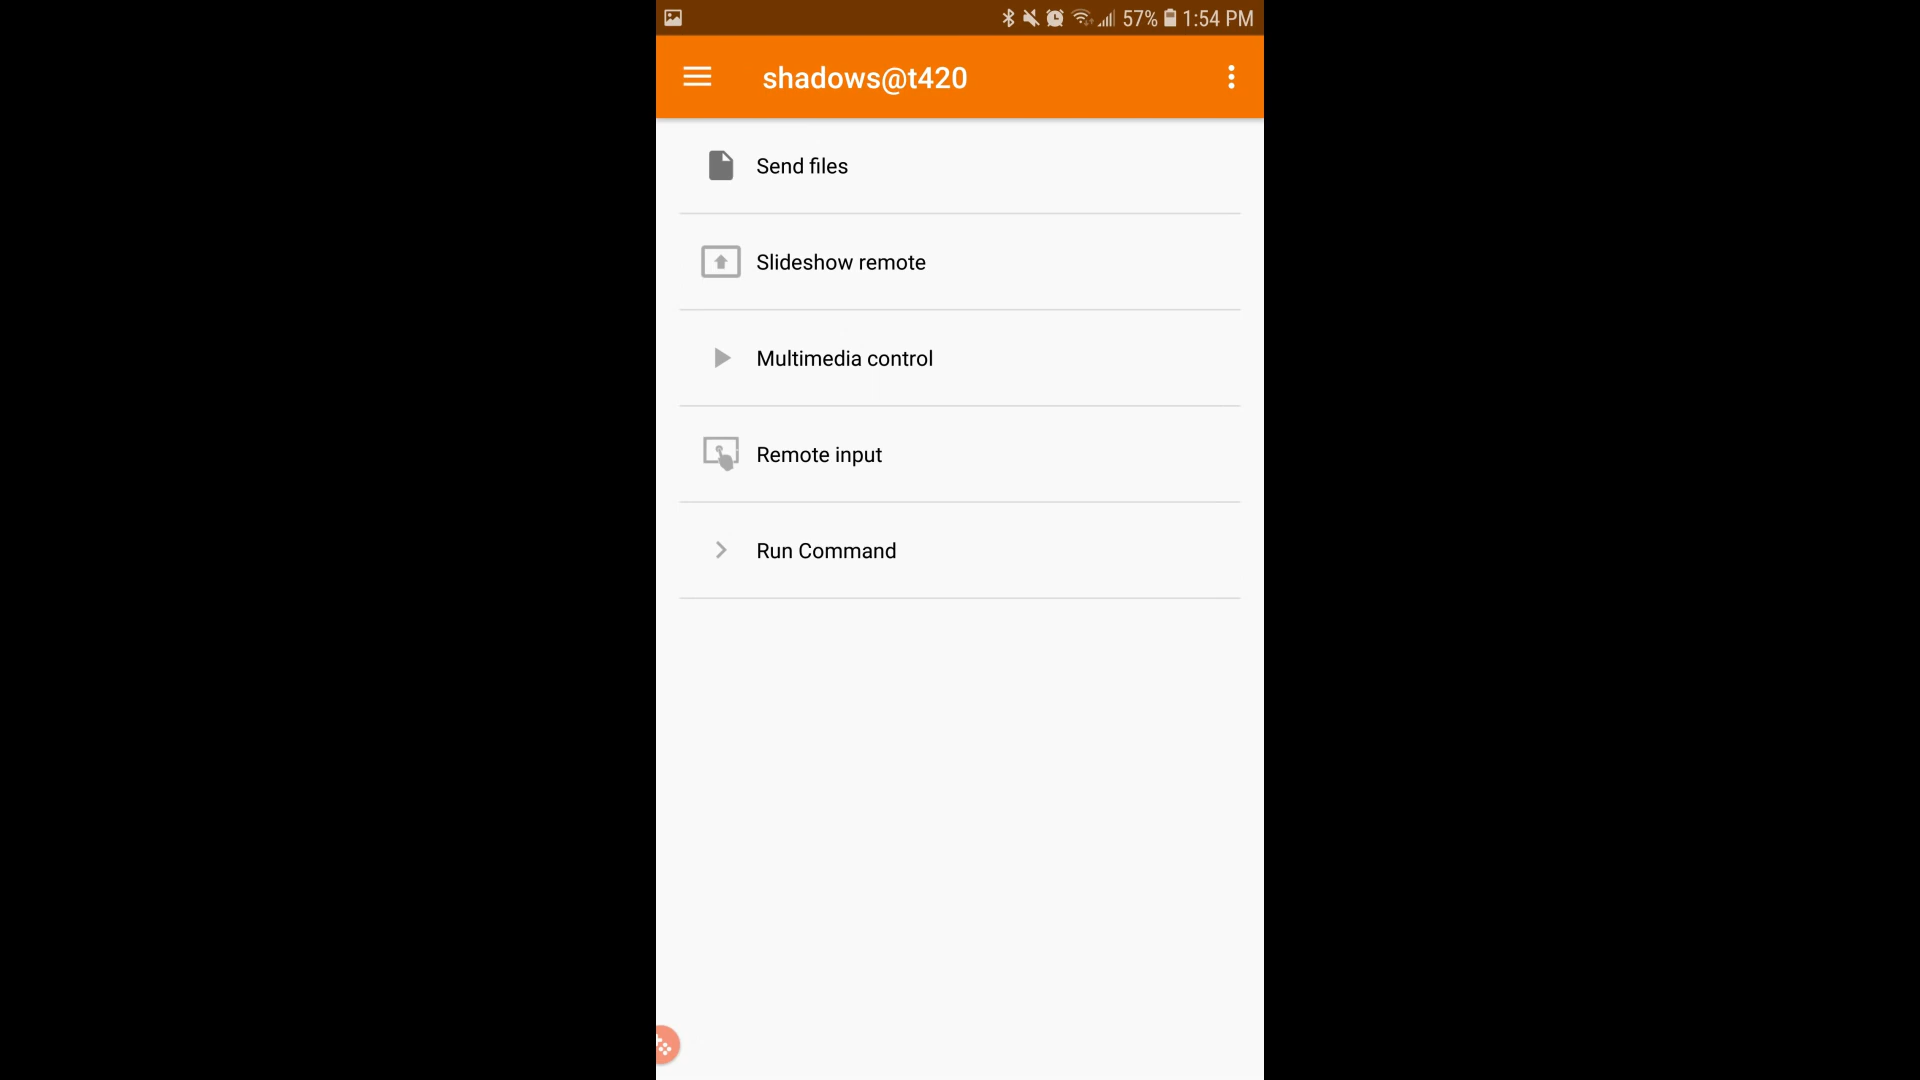 57% 1:54 PM
shadows@t420
Send files
Slideshow remote
Multimedia control
Remote input
Run Command